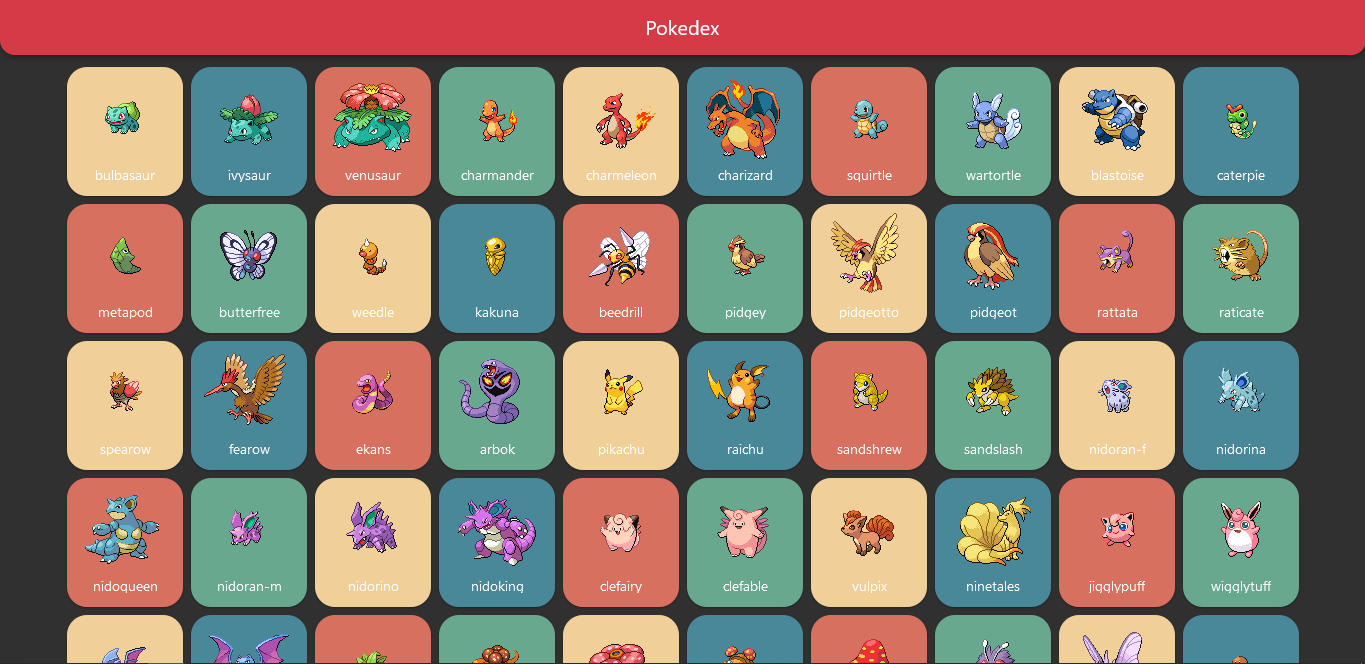 Pokedex
bulbasaur ivysaur venusaur charmander charmeleon charizard squirtle wartortle blastoise caterpie
metapod butterfree weedle kakuna beedrill pidgey pidgeotto pidgeot rattata raticate
spearow fearow ekans arbok pikachu raichu sandshrew sandslash nidoran-f nidorina
nidoqueen nidoran-m nidorino nidoking clefairy clefable vulpix ninetales jigglypuff wigglytuff